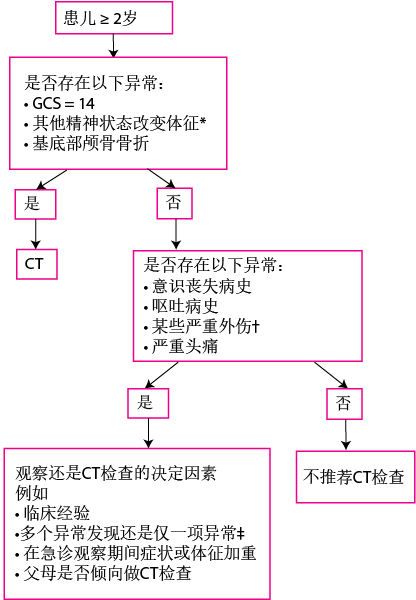 患儿 ≥ 2岁
是否存在以下异常：
• GCS = 14
• 其他精神状态改变体征*
• 基底部颅骨骨折
是
否
CT
是否存在以下异常：
• 意识丧失病史
• 呕吐病史
• 某些严重外伤†
• 严重头痛
是
否
观察还是CT检查的决定因素
例如
• 临床经验
•多个异常发现还是仅一项异常‡
• 在急诊观察期间症状或体征加重
• 父母是否倾向做CT检查
不推荐CT检查